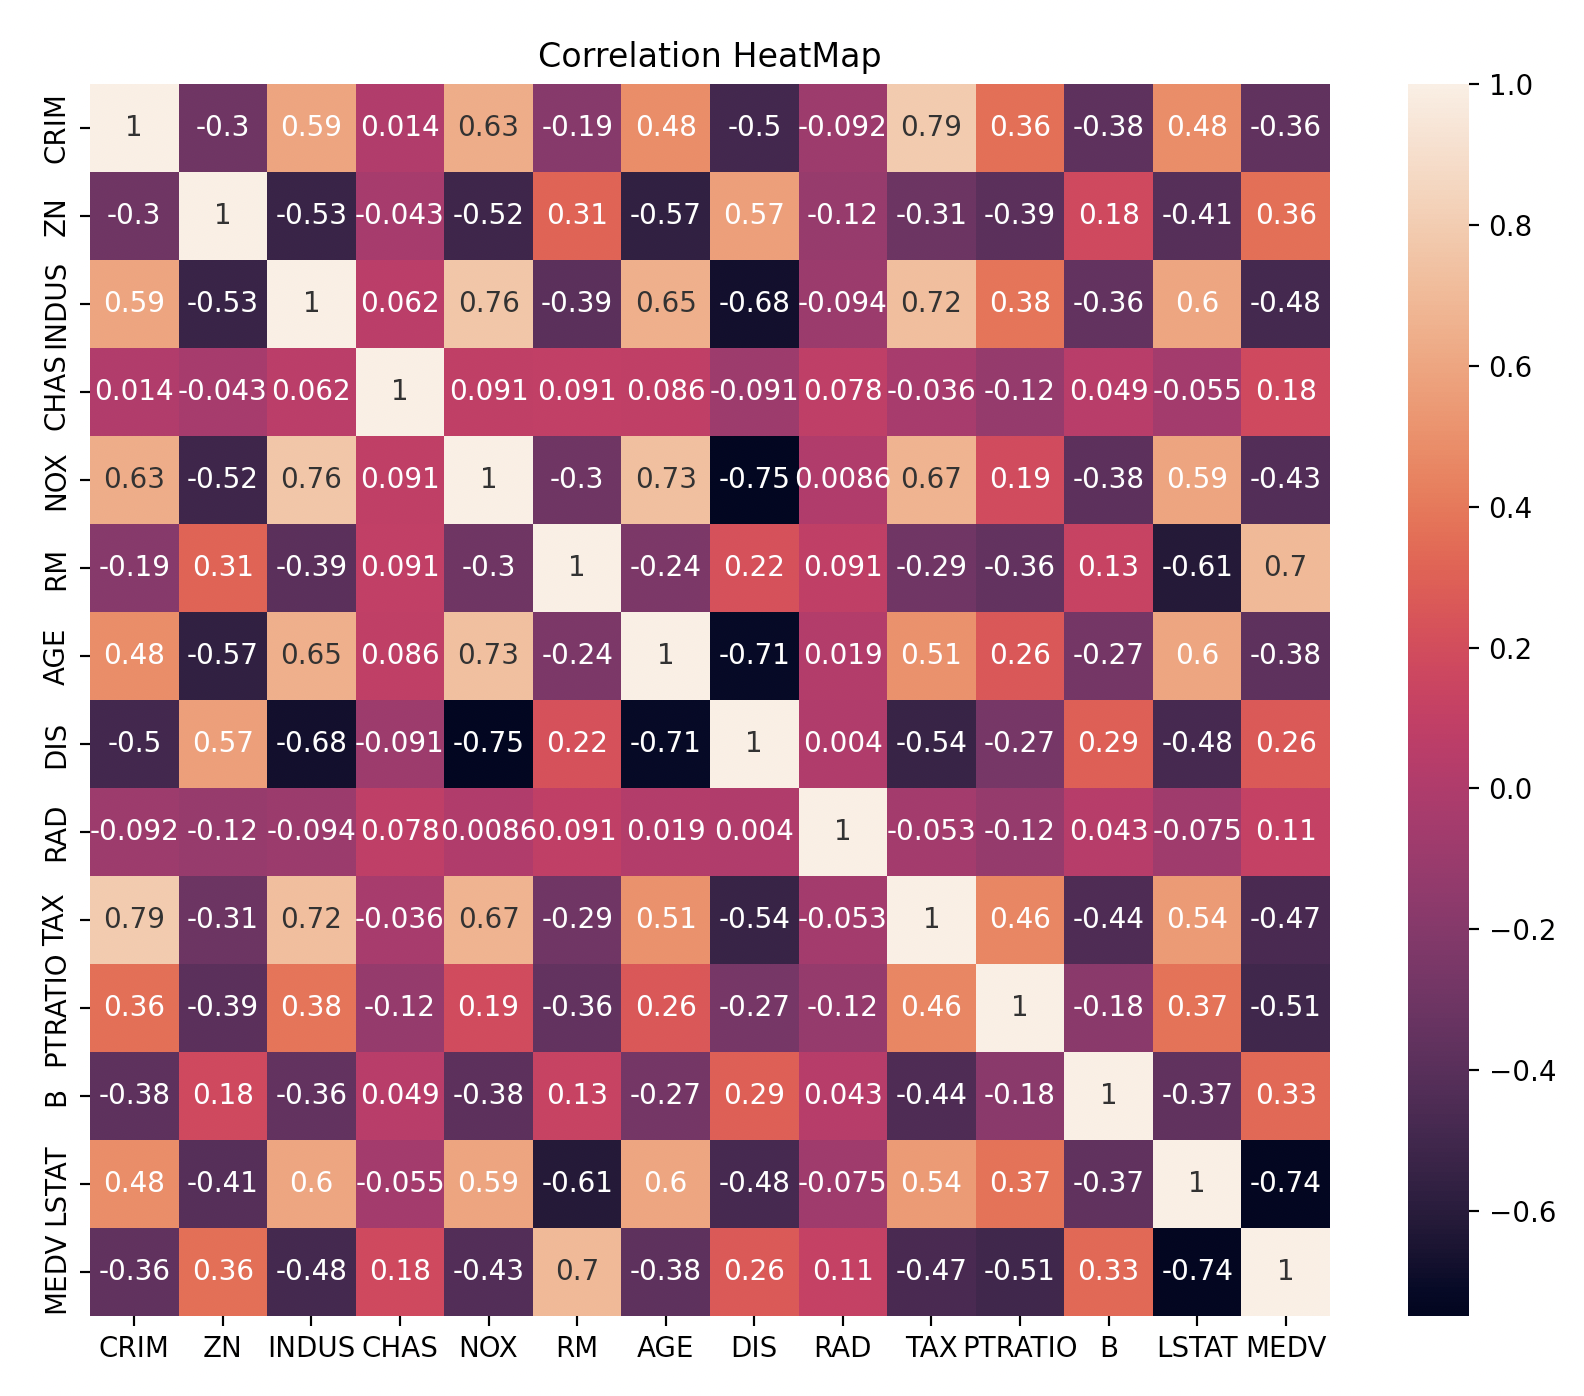 Correlation HeatMap
CRIM 1 -0.3 0.59 0.014 0.63 -0.19 0.48 -0.5 -0.092 0.79 0.36 -0.38 0.48 -0.36
ZN -0.3 1 -0.53 -0.043 -0.52 0.31 -0.57 0.57 -0.12 -0.31 -0.39 0.18 -0.41 0.36
INDUS 0.59 -0.53 1 0.062 0.76 -0.39 0.65 -0.68 -0.094 0.72 0.38 -0.36 0.6 -0.48
CHAS 0.014 -0.043 0.062 1 0.091 0.091 0.086 -0.091 0.078 -0.036 -0.12 0.049 -0.055 0.18
NOX 0.63 -0.52 0.76 0.091 1 -0.3 0.73 -0.75 0.0086 0.67 0.19 -0.38 0.59 -0.43
RM -0.19 0.31 -0.39 0.091 -0.3 1 -0.24 0.22 0.091 -0.29 -0.36 0.13 -0.61 0.7
AGE 0.48 -0.57 0.65 0.086 0.73 -0.24 1 -0.71 0.019 0.51 0.26 -0.27 0.6 -0.38
DIS -0.5 0.57 -0.68 -0.091 -0.75 0.22 -0.71 1 0.004 -0.54 -0.27 0.29 -0.48 0.26
RAD -0.092 -0.12 -0.094 0.078 0.0086 0.091 0.019 0.004 1 -0.053 -0.12 0.043 -0.075 0.11
TAX 0.79 -0.31 0.72 -0.036 0.67 -0.29 0.51 -0.54 -0.053 1 0.46 -0.44 0.54 -0.47
PTRATIO 0.36 -0.39 0.38 -0.12 0.19 -0.36 0.26 -0.27 -0.12 0.46 1 -0.18 0.37 -0.51
B -0.38 0.18 -0.36 0.049 -0.38 0.13 -0.27 0.29 0.043 -0.44 -0.18 1 -0.37 0.33
LSTAT 0.48 -0.41 0.6 -0.055 0.59 -0.61 0.6 -0.48 -0.075 0.54 0.37 -0.37 1 -0.74
MEDV -0.36 0.36 -0.48 0.18 -0.43 0.7 -0.38 0.26 0.11 -0.47 -0.51 0.33 -0.74 1
CRIM ZN INDUS CHAS NOX RM AGE DIS RAD TAX PTRATIO B LSTAT MEDV
1.0
0.8
0.6
0.4
0.2
0.0
−0.2
−0.4
−0.6